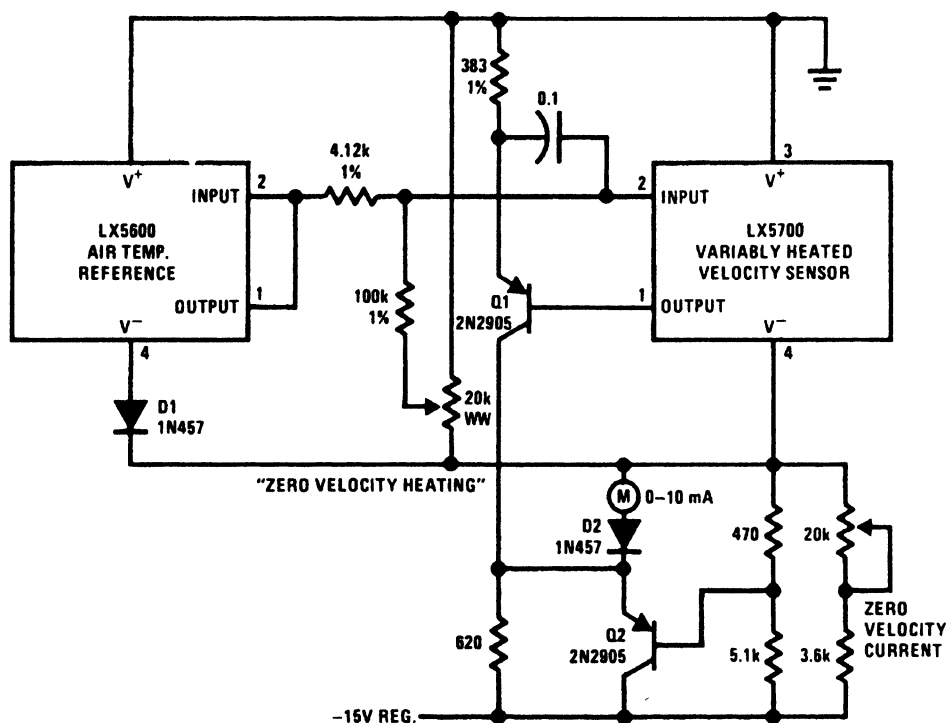 383
1%
0.1
4.12k
1%
V+
INPUT
2
LX5600
AIR TEMP.
REFERENCE
1
OUTPUT
V−
4
3
V+
2
INPUT
LX5700
VARIABLY HEATED
VELOCITY SENSOR
1
OUTPUT
V−
4
100k
1%
Q1
2N2905
20k
WW
D1
1N457
"ZERO VELOCITY HEATING"
M
0–10 mA
D2
1N457
470
20k
ZERO
VELOCITY
CURRENT
620
Q2
2N2905
5.1k
3.6k
−15V REG.